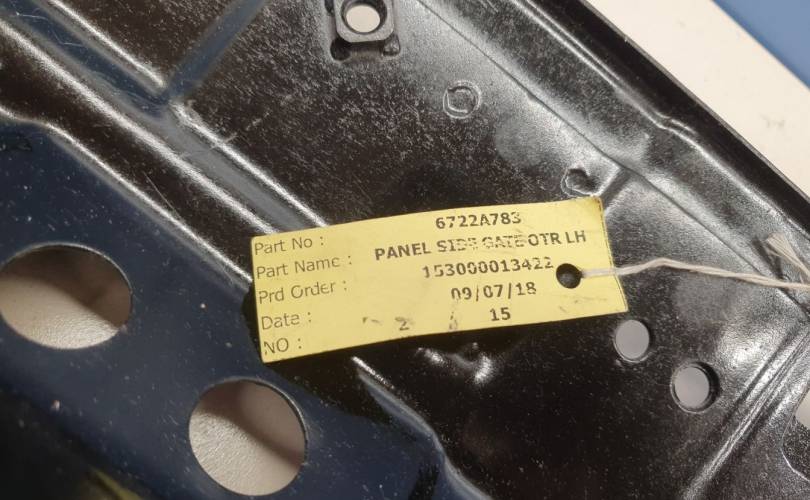 Part No : 6722A783
Part Name : PANEL SIDE GATE OTR LH
Prd Order : 153000013422
Date : 09/07/18
NO : 2 15